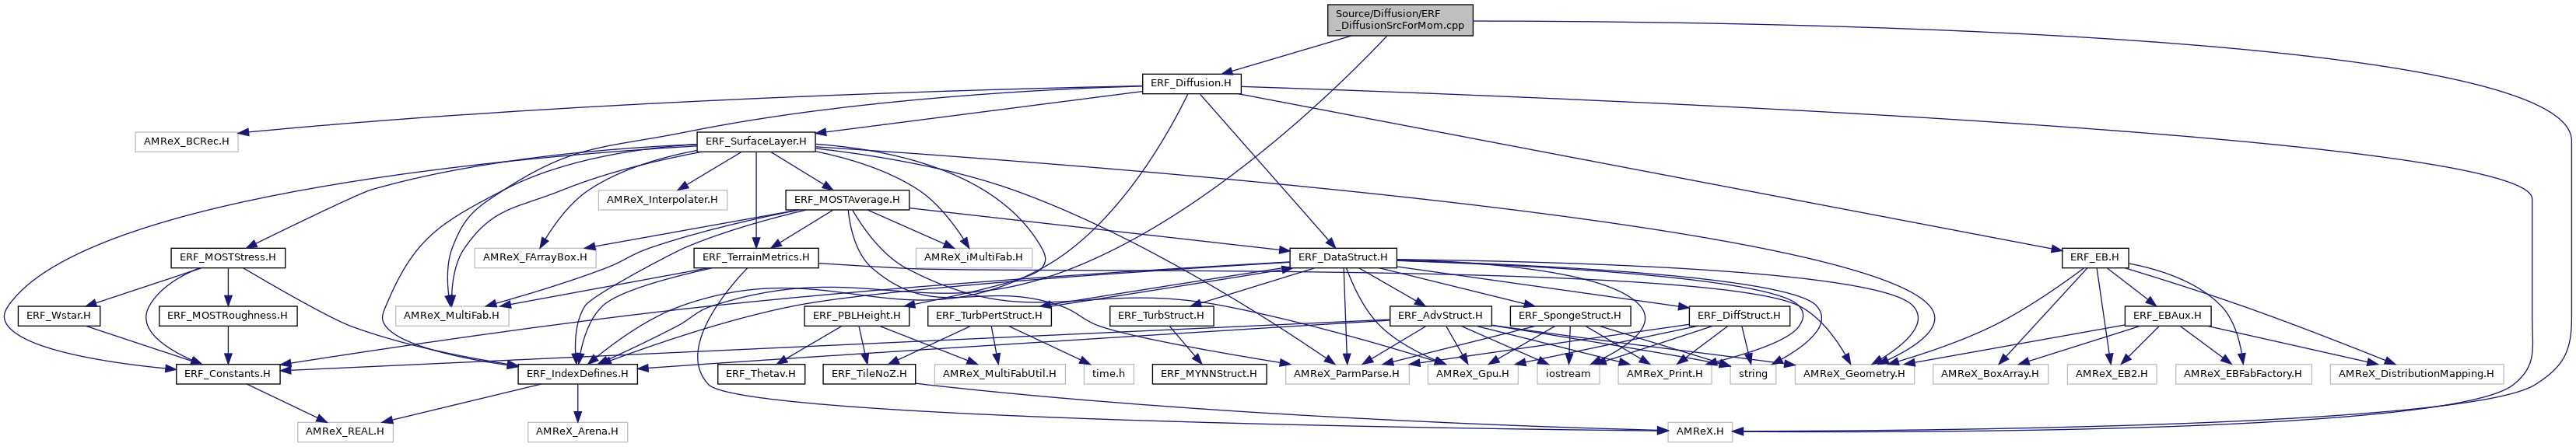 Source/Diffusion/ERF
_DiffusionSrcForMom.cpp
ERF_Diffusion.H
AMReX_BCRec.H
ERF_SurfaceLayer.H
AMReX_Interpolater.H
ERF_MOSTAverage.H
ERF_MOSTStress.H
AMReX_FArrayBox.H
ERF_TerrainMetrics.H
AMReX_iMultiFab.H
ERF_DataStruct.H
ERF_EB.H
ERF_Wstar.H
ERF_MOSTRoughness.H
AMReX_MultiFab.H
ERF_PBLHeight.H
ERF_TurbPertStruct.H
ERF_TurbStruct.H
ERF_AdvStruct.H
ERF_SpongeStruct.H
ERF_DiffStruct.H
ERF_EBAux.H
ERF_Constants.H
ERF_IndexDefines.H
ERF_Thetav.H
ERF_TileNoZ.H
AMReX_MultiFabUtil.H
time.h
ERF_MYNNStruct.H
AMReX_ParmParse.H
AMReX_Gpu.H
iostream
AMReX_Print.H
string
AMReX_Geometry.H
AMReX_BoxArray.H
AMReX_EB2.H
AMReX_EBFabFactory.H
AMReX_DistributionMapping.H
AMReX_REAL.H
AMReX_Arena.H
AMReX.H